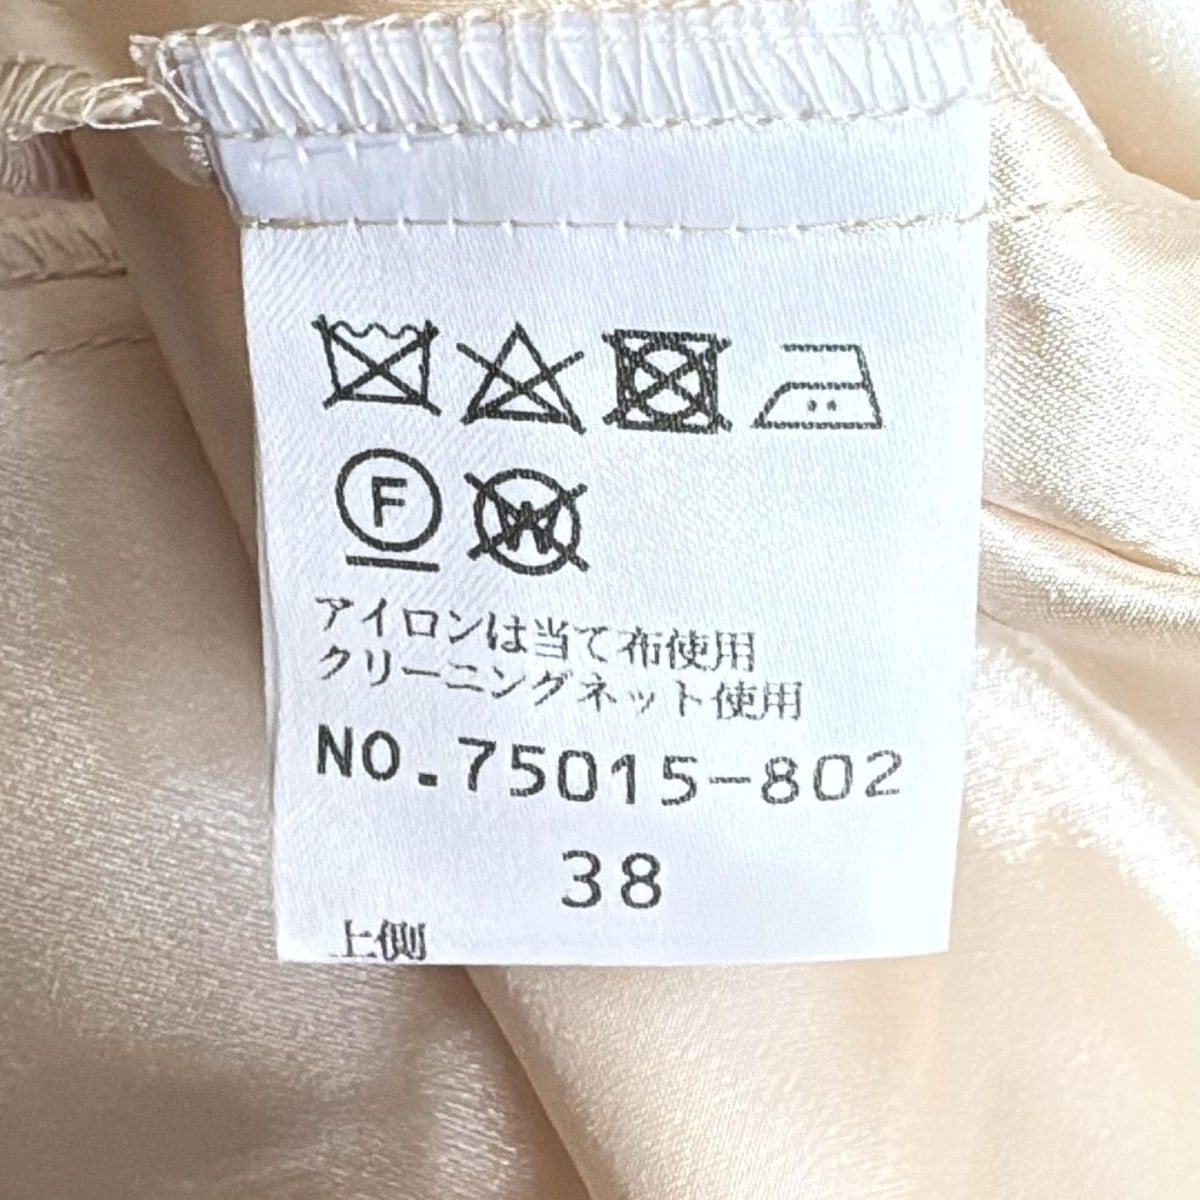 F
W
アイロンは当て布使用
クリーニングネット使用
NO.75015-802
38
上側